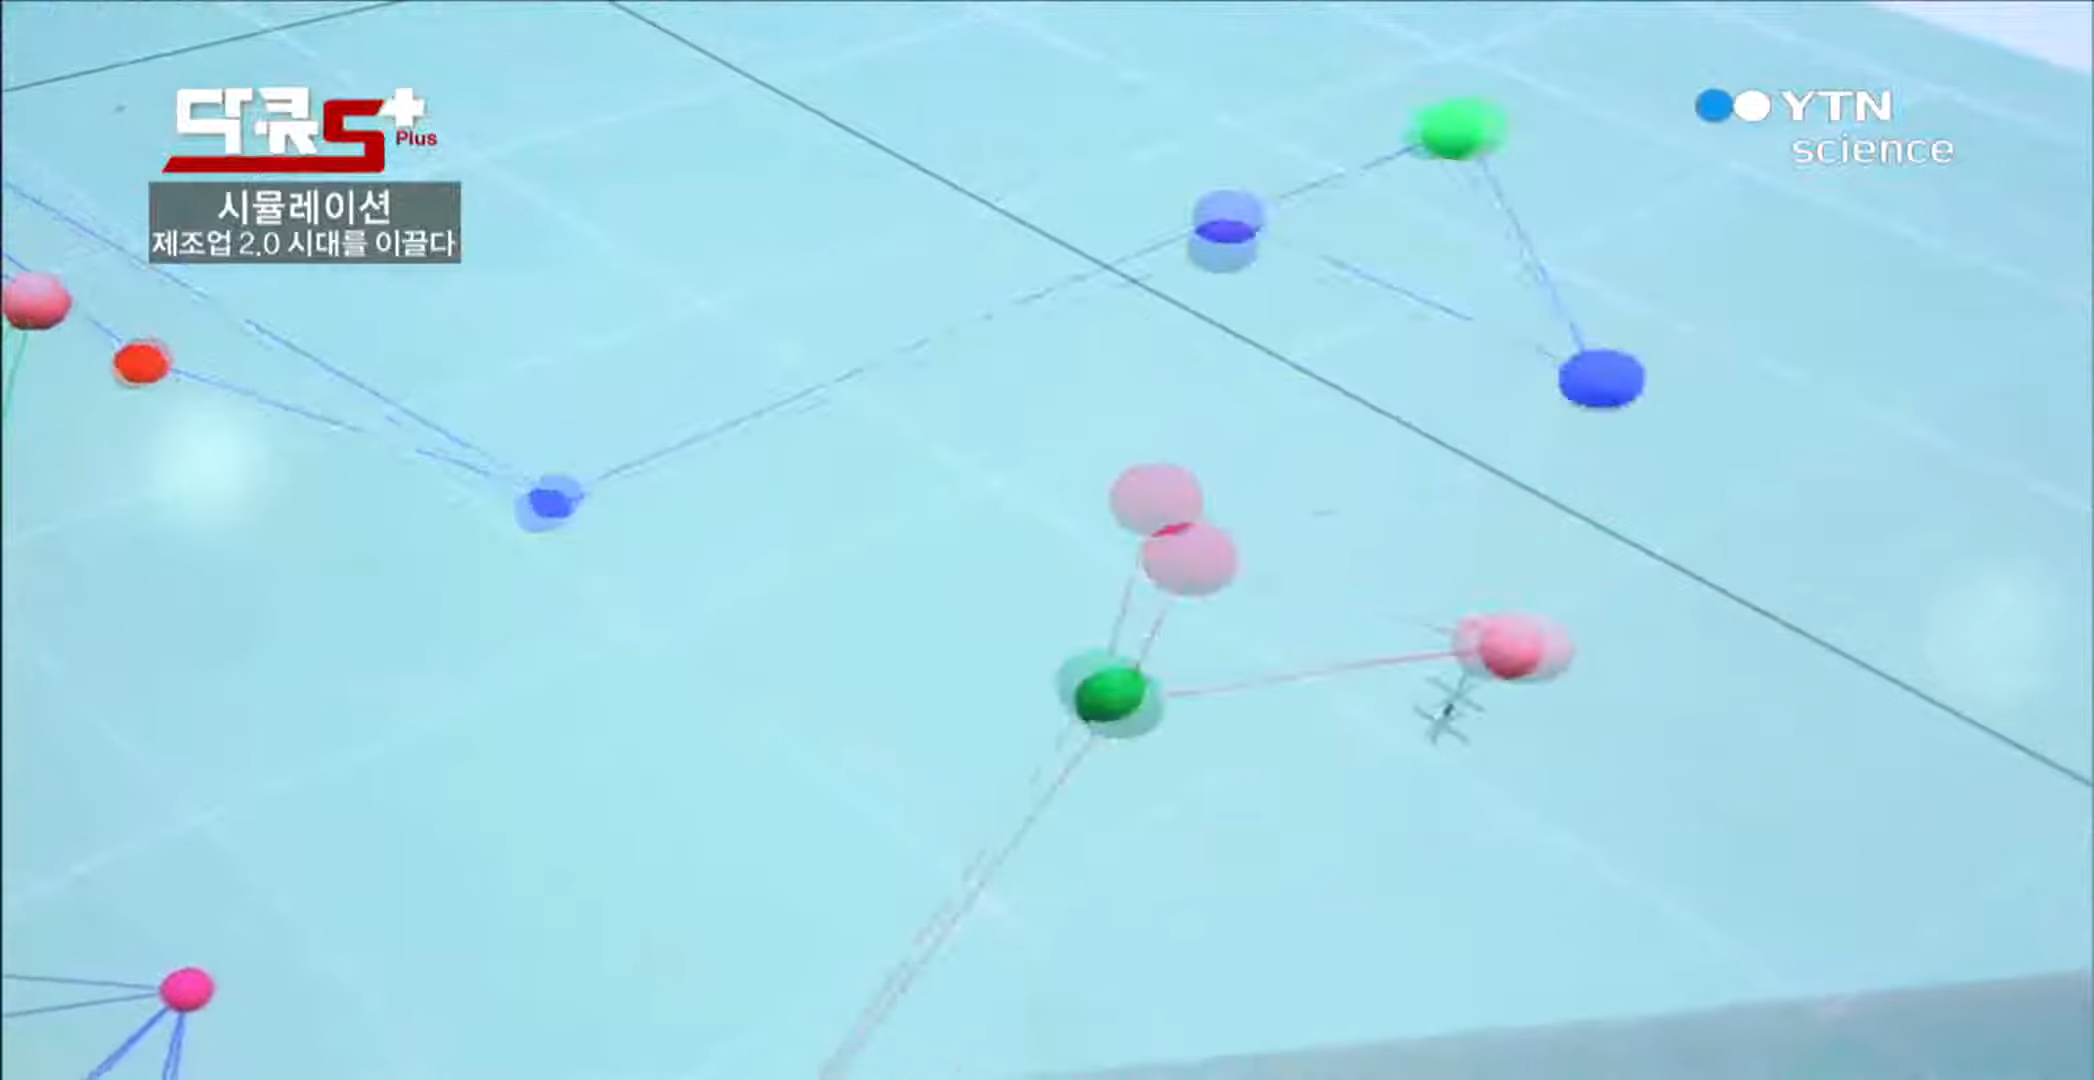 다큐S+
Plus
시뮬레이션
제조업 2.0 시대를 이끌다
YTN
science